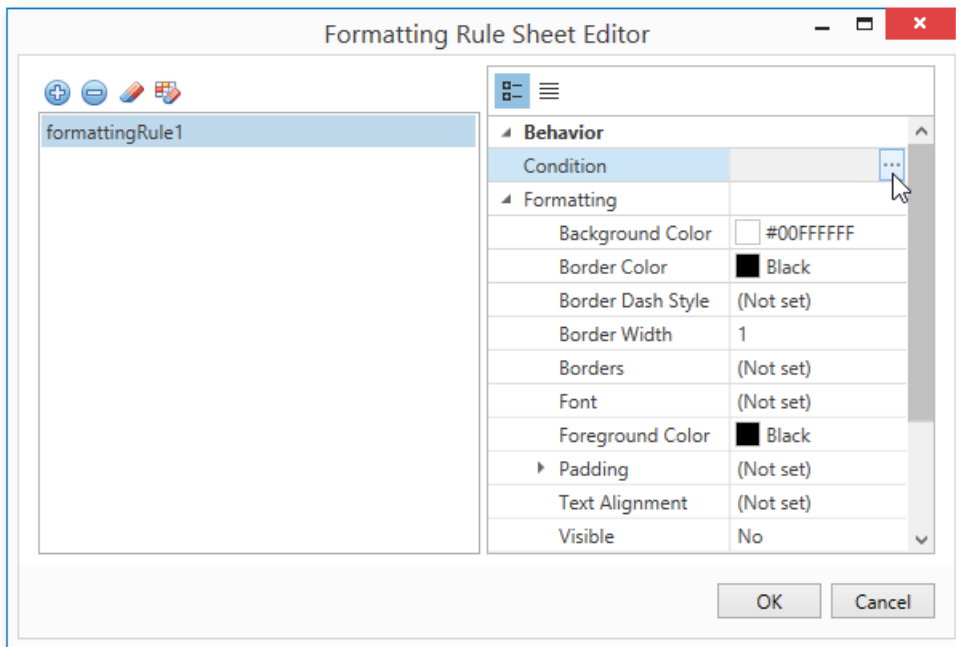 Formatting Rule Sheet Editor
formattingRule1
Behavior
Condition ...
Formatting
Background Color #00FFFFFF
Border Color Black
Border Dash Style (Not set)
Border Width 1
Borders (Not set)
Font (Not set)
Foreground Color Black
Padding (Not set)
Text Alignment (Not set)
Visible No
OK Cancel